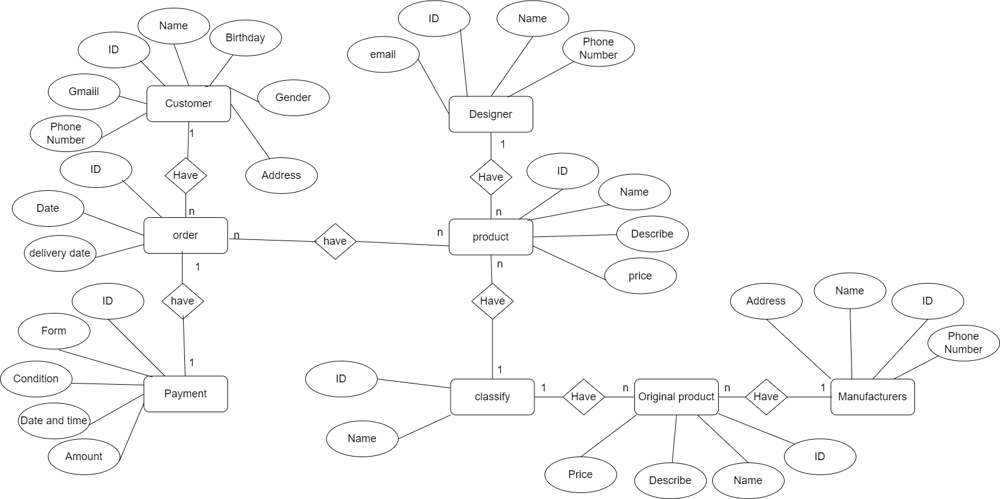 ID
Name
Birthday
Gmaiil
Customer
Gender
Phone
Number
1
Have
Address
ID
Date
n
order
delivery date
n
have
n
1
ID
have
Form
Condition
1
Payment
Date and time
Amount
ID
Name
email
Phone
Number
Designer
1
Have
ID
Name
n
product
Describe
n
price
Have
1
ID
classify
Name
1
Have
n
Original product
n
Have
1
Manufacturers
Address
Name
ID
Phone
Number
Price
Describe
Name
ID